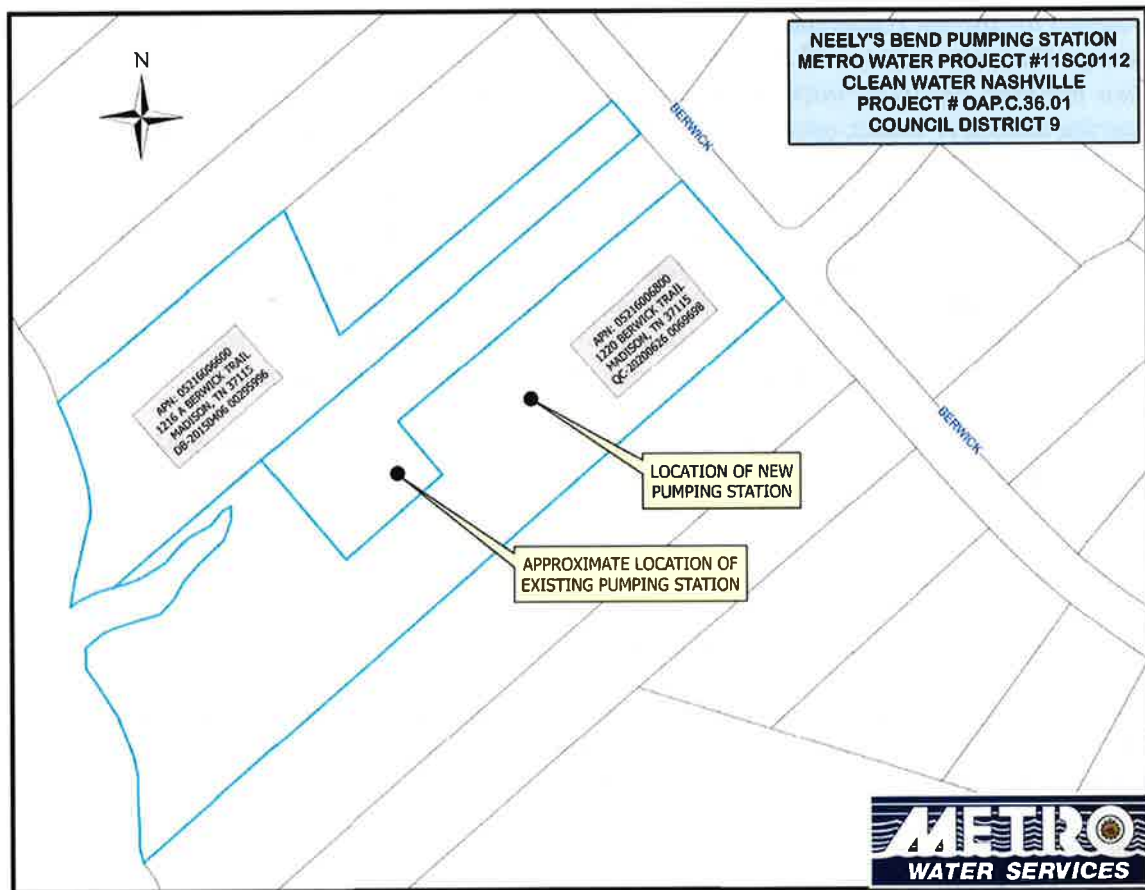 NEELY'S BEND PUMPING STATION
METRO WATER PROJECT #11SC0112
CLEAN WATER NASHVILLE
PROJECT # OAP.C.36.01
COUNCIL DISTRICT 9
N
BERWICK
APN: 05216006800
1220 BERWICK TRAIL
MADISON, TN 37115
QC-20200626 0069698
APN: 05216006600
1216 A BERWICK TRAIL
MADISON, TN 37115
DB-20150406 00295996
BERWICK
LOCATION OF NEW
PUMPING STATION
APPROXIMATE LOCATION OF
EXISTING PUMPING STATION
METRO
WATER SERVICES